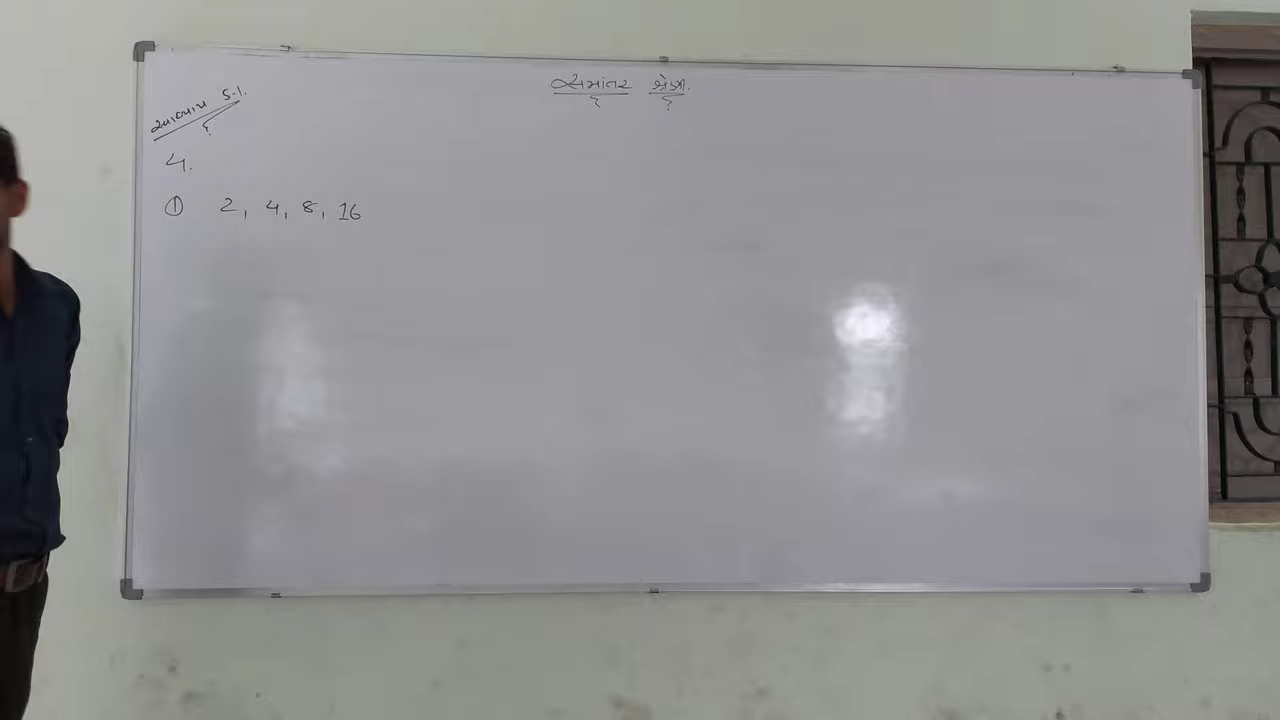 સમાંતર શ્રેણી.
સ્વાધ્યાય 5.1.
4.
① 2, 4, 8, 16